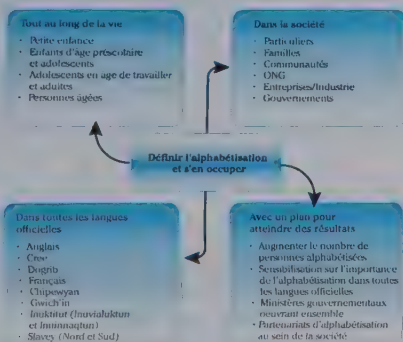 Tout au long de la vie
· Petite enfance
· Enfants d'âge préscolaire
et adolescents
· Adolescents en age de travailler
et adultes
· Personnes âgées
Dans la société
· Particuliers
· Familles
· Communautés
· ONG
· Entreprises/Industrie
· Gouvernements
Définir l'alphabétisation
et s'en occuper
Dans toutes les langues
officielles
· Anglais
· Cree
· Dogrib
· Français
· Chipewyan
· Gwich'in
· Inuktitut (Inuvialuktun
et Inuinnaqtun)
· Slavey (Nord et Sud)
Avec un plan pour
atteindre des résultats
· Augmenter le nombre de
personnes alphabétisées
· Sensibilisation sur l'importance
de l'alphabétisation dans toutes
les langues officielles
· Ministères gouvernementaux
oeuvrant ensemble
· Partenariats d'alphabétisation
au sein de la société